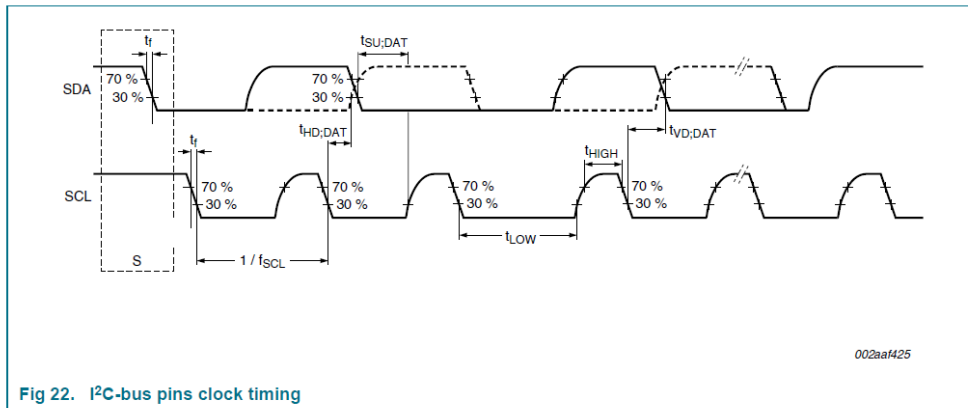 tf
tSU;DAT
SDA
70 %
30 %
70 %
30 %
tHD;DAT
tVD;DAT
tf
tHIGH
SCL
70 %
30 %
70 %
30 %
70 %
30 %
70 %
30 %
tLOW
S
1 / fSCL
002aaf425
Fig 22. I²C-bus pins clock timing